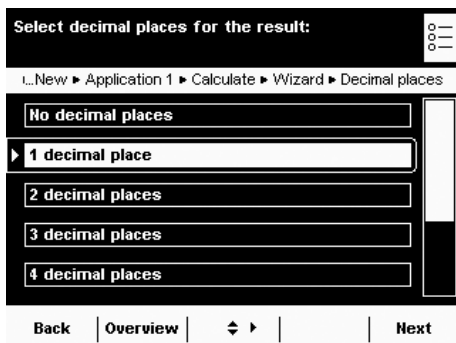 Select decimal places for the result:
...New ▸ Application 1 ▸ Calculate ▸ Wizard ▸ Decimal places
No decimal places
1 decimal place
2 decimal places
3 decimal places
4 decimal places
Back Overview Next